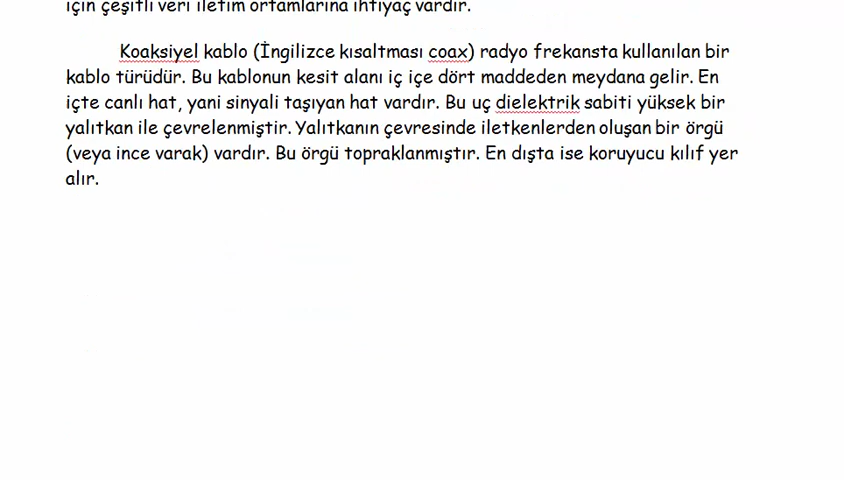 için çeşitli veri iletim ortamlarına ihtiyaç vardır.
Koaksiyel kablo (İngilizce kısaltması coax) radyo frekansta kullanılan bir
kablo türüdür. Bu kablonun kesit alanı iç içe dört maddeden meydana gelir. En
içte canlı hat, yani sinyali taşıyan hat vardır. Bu uç dielektrik sabiti yüksek bir
yalıtkan ile çevrelenmiştir. Yalıtkanın çevresinde iletkenlerden oluşan bir örgü
(veya ince varak) vardır. Bu örgü topraklanmıştır. En dışta ise koruyucu kılıf yer
alır.